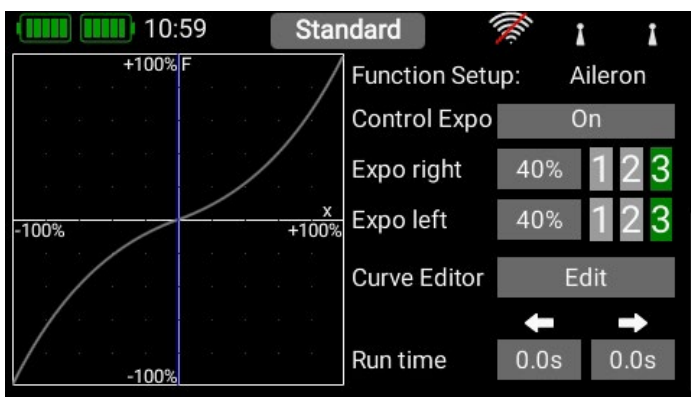 10:59 Standard
+100% F
-100% x +100%
-100%
Function Setup: Aileron
Control Expo On
Expo right 40% 1 2 3
Expo left 40% 1 2 3
Curve Editor Edit
Run time 0.0s 0.0s